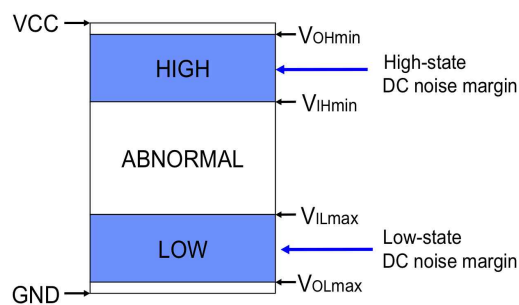 VCC
VOHmin
HIGH
High-state
DC noise margin
VIHmin
ABNORMAL
VILmax
LOW
Low-state
DC noise margin
VOLmax
GND